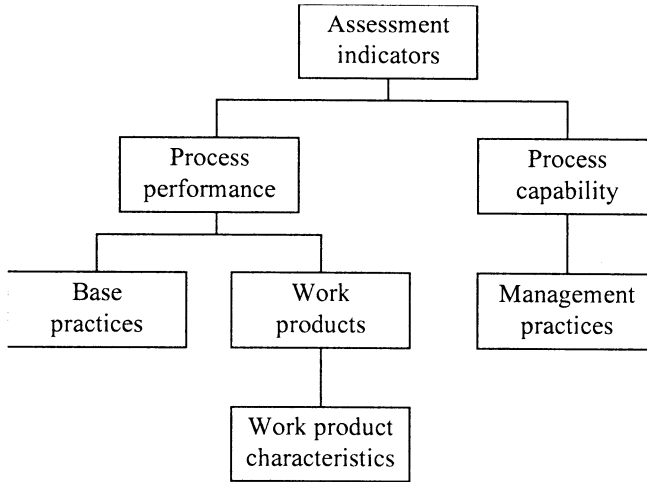 Assessment
indicators
Process
performance
Process
capability
Base
practices
Work
products
Management
practices
Work product
characteristics